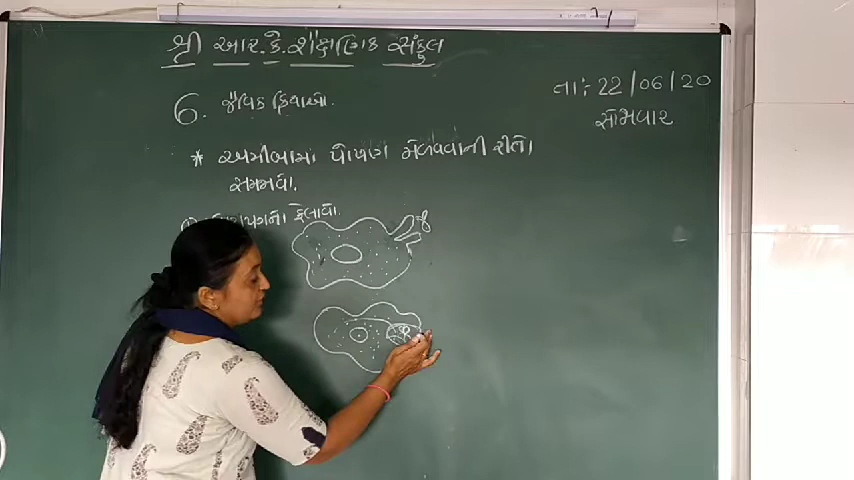 શ્રી આર.કે.શૈક્ષણિક સંકુલ
તા: 22/06/20
સોમવાર
6. જૈવિક ક્રિયાઓ.
* અમીબામાં પોષણ મેળવવાની રીતો
સમજાવો.
ફેલાવો.